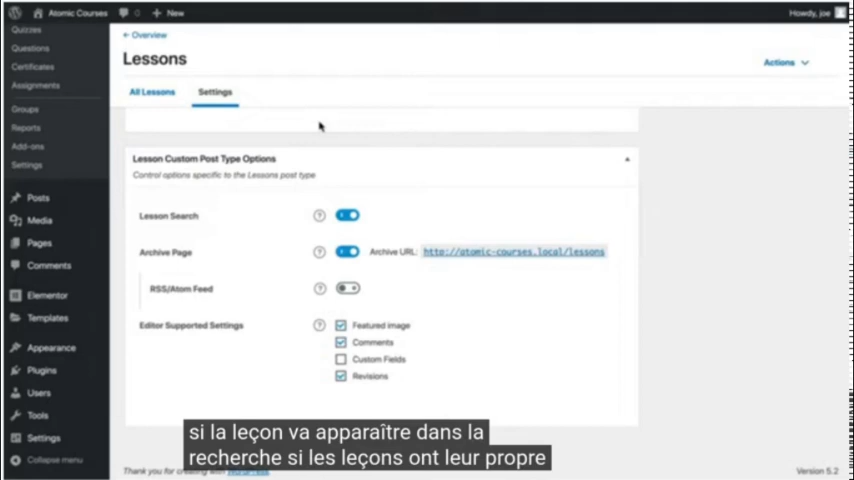 Atomic Courses 0 + New Howdy, joe
Quizzes
Questions
Certificates
Assignments
Groups
Reports
Add-ons
Settings
Posts
Media
Pages
Comments
Elementor
Templates
Appearance
Plugins
Users
Tools
Settings
Collapse menu
← Overview
Lessons
Actions
All Lessons Settings
Lesson Custom Post Type Options
Control options specific to the Lessons post type
Lesson Search
Archive Page Archive URL: http://atomic-courses.local/lessons
RSS/Atom Feed
Editor Supported Settings Featured image
Comments
Custom Fields
Revisions
si la leçon va apparaître dans la
recherche si les leçons ont leur propre
Thank you for creating with WordPress. Version 5.2